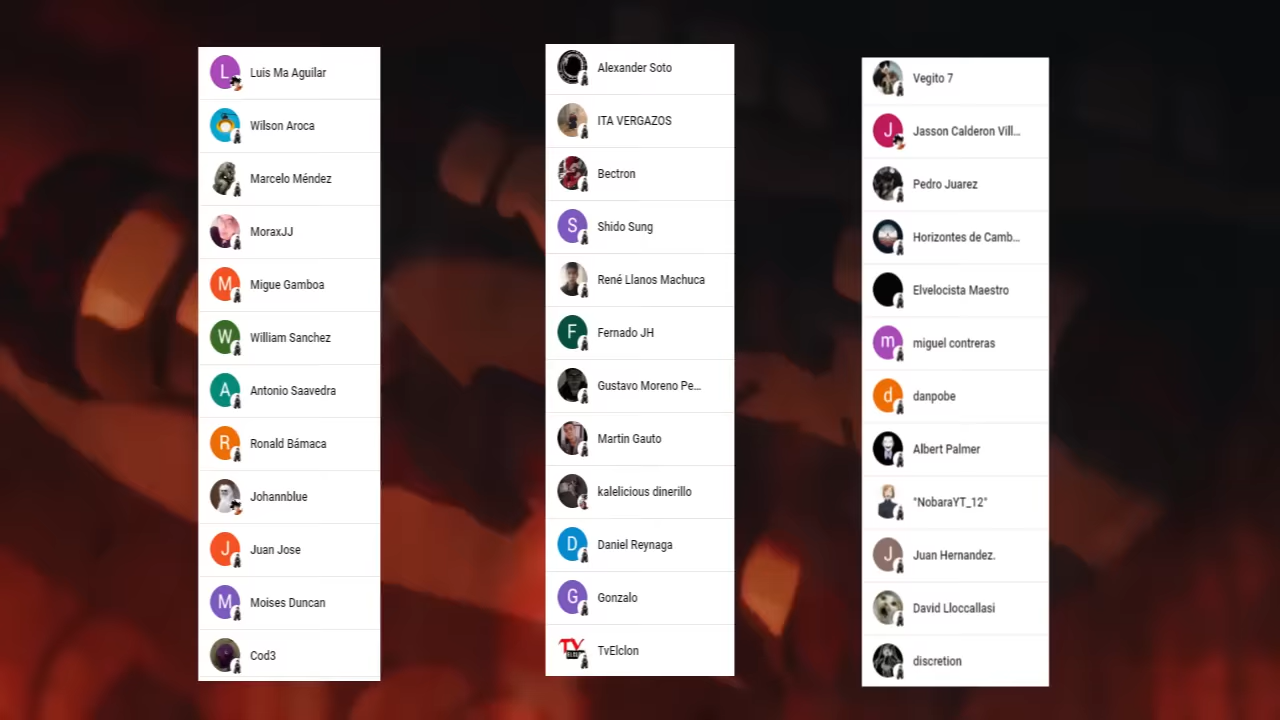 L
Luis Ma Aguilar
Wilson Aroca
Marcelo Méndez
MoraxJJ
M
Migue Gamboa
W
William Sanchez
A
Antonio Saavedra
R
Ronald Bámaca
Johannblue
J
Juan Jose
M
Moises Duncan
Cod3
Alexander Soto
ITA VERGAZOS
Bectron
S
Shido Sung
René Llanos Machuca
F
Fernado JH
Gustavo Moreno Pe...
Martin Gauto
kalelicious dinerillo
D
Daniel Reynaga
G
Gonzalo
TV
TvElclon
Vegito 7
J
Jasson Calderon Vill...
Pedro Juarez
Horizontes de Camb...
Elvelocista Maestro
m
miguel contreras
d
danpobe
Albert Palmer
"NobaraYT_12"
J
Juan Hernandez.
David Lloccallasi
discretion